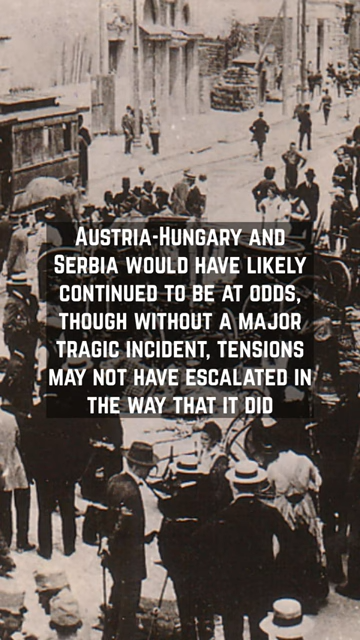 Austria-Hungary and
Serbia would have likely
continued to be at odds,
though without a major
tragic incident, tensions
may not have escalated in
the way that it did